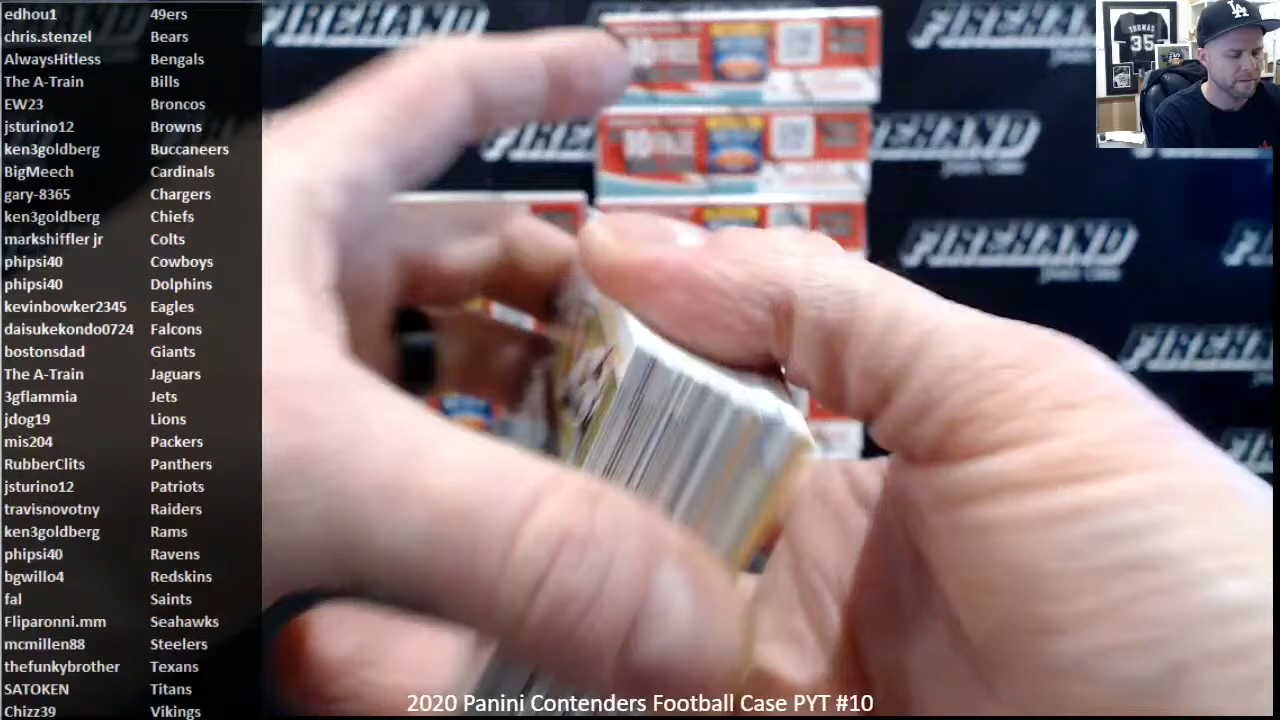 edhou1 49ers
chris.stenzel Bears
AlwaysHitless Bengals
The A-Train Bills
EW23 Broncos
jsturino12 Browns
ken3goldberg Buccaneers
BigMeech Cardinals
gary-8365 Chargers
ken3goldberg Chiefs
markshiffler jr Colts
phipsi40 Cowboys
phipsi40 Dolphins
kevinbowker2345 Eagles
daisukekondo0724 Falcons
bostonsdad Giants
The A-Train Jaguars
3gflammia Jets
jdog19 Lions
mis204 Packers
RubberClits Panthers
jsturino12 Patriots
travisnovotny Raiders
ken3goldberg Rams
phipsi40 Ravens
bgwillo4 Redskins
fal Saints
Fliparonni.mm Seahawks
mcmillen88 Steelers
thefunkybrother Texans
SATOKEN Titans
Chizz39 Vikings
FIREHAND
FIREHAND
FIREHAND
FIREHAND
FIREHAND
FIREHAND
THOMAS
35
LA
2020 Panini Contenders Football Case PYT #10